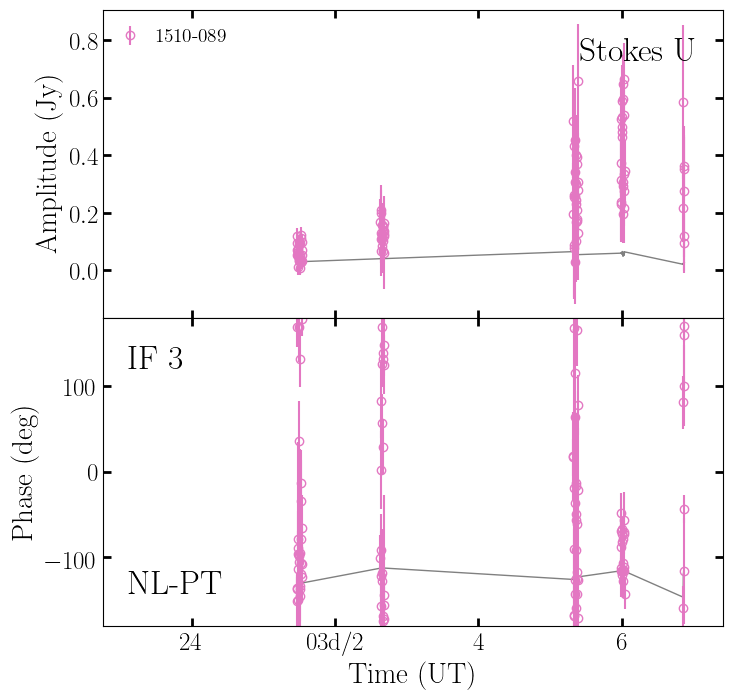 1510-089
Stokes U
0.8
0.6
0.4
0.2
0.0
Amplitude (Jy)
IF 3
100
0
−100
Phase (deg)
NL-PT
24 03d/2 4 6
Time (UT)